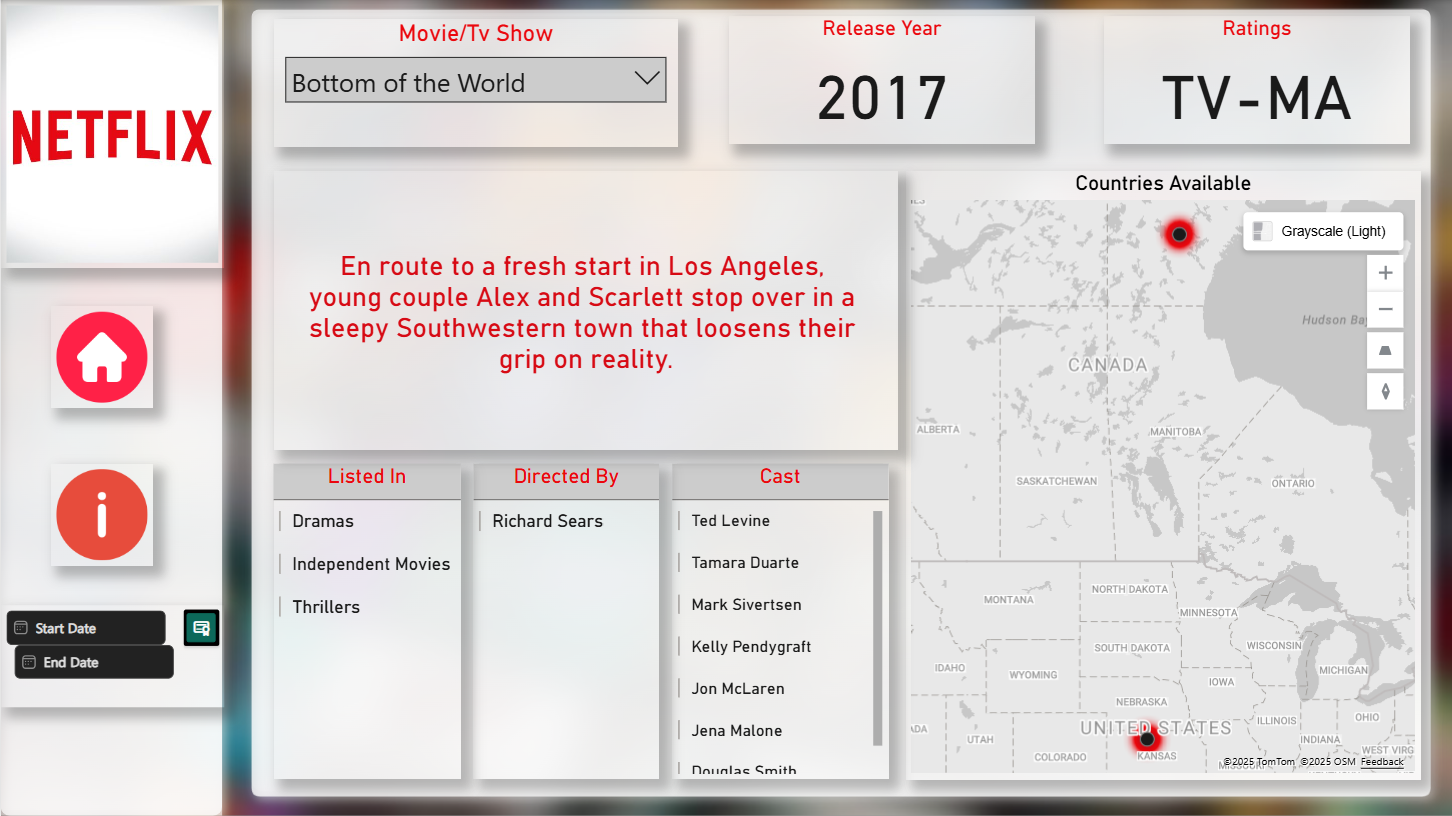 NETFLIX
Movie/Tv Show
Bottom of the World
Release Year
2017
Ratings
TV-MA
En route to a fresh start in Los Angeles,
young couple Alex and Scarlett stop over in a
sleepy Southwestern town that loosens their
grip on reality.
Countries Available
Grayscale (Light)
Hudson Bay
CANADA
ALBERTA
MANITOBA
SASKATCHEWAN
ONTARIO
MONTANA
NORTH DAKOTA
MINNESOTA
SOUTH DAKOTA
WISCONSIN
MICHIGAN
IDAHO
WYOMING
IOWA
NEBRASKA
UNITED STATES
ILLINOIS
OHIO
ADA
UTAH
INDIANA
COLORADO
KANSAS
WEST VIRG
©2025 TomTom ©2025 OSM Feedback
Listed In
Dramas
Independent Movies
Thrillers
Directed By
Richard Sears
Cast
Ted Levine
Tamara Duarte
Mark Sivertsen
Kelly Pendygraft
Jon McLaren
Jena Malone
Douglas Smith
Start Date
End Date